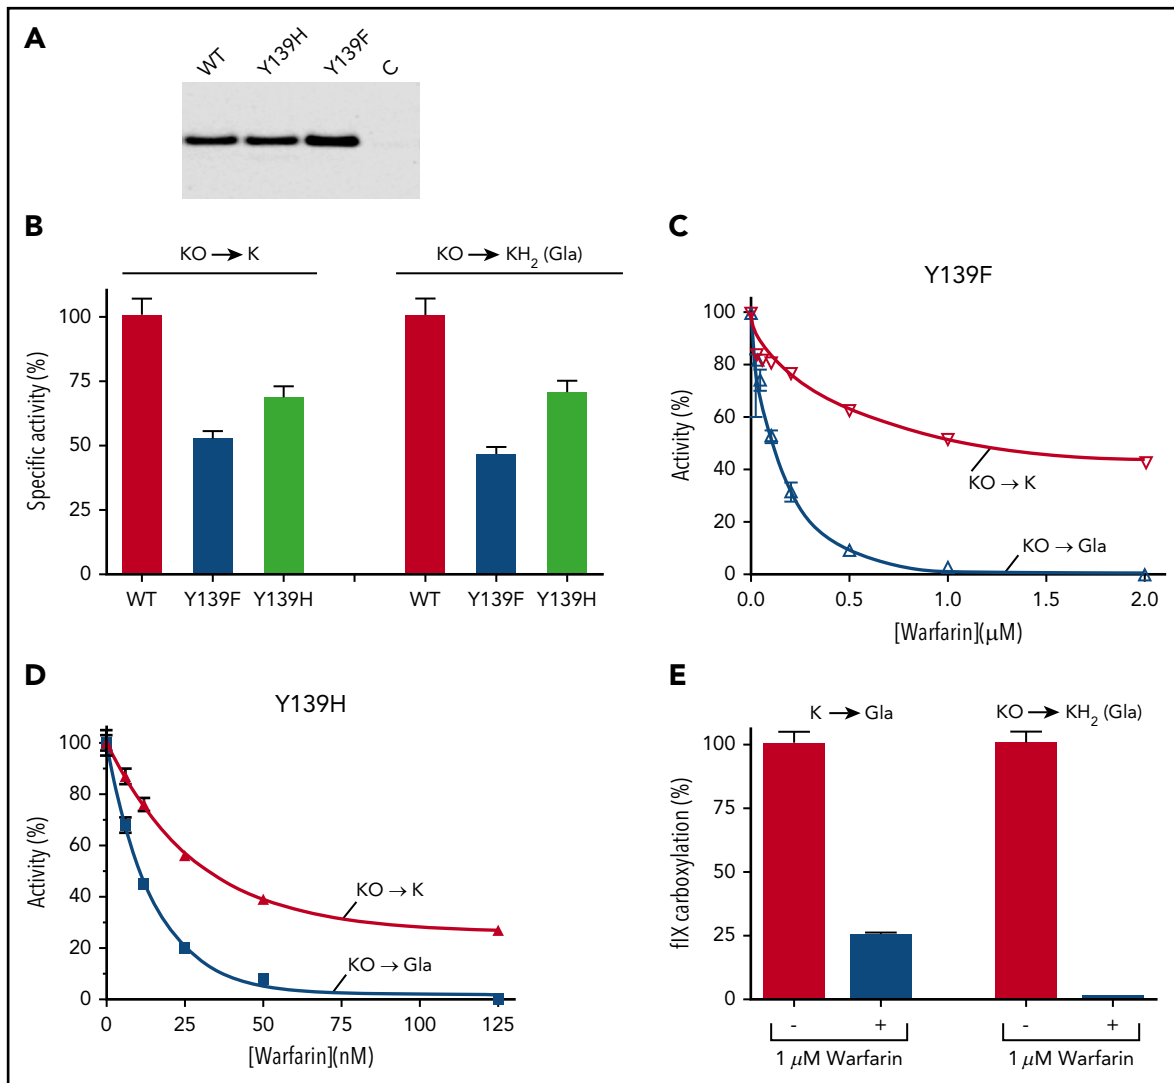 A
WT Y139H Y139F C
B
KO → K
KO → KH2 (Gla)
Specific activity (%)
100
75
50
25
0
WT Y139F Y139H WT Y139F Y139H
C
Y139F
Activity (%)
100
80
60
40
20
0
KO → K
KO → Gla
0.0 0.5 1.0 1.5 2.0
[Warfarin](μM)
D
Y139H
Activity (%)
100
80
60
40
20
0
KO → K
KO → Gla
0 25 50 75 100 125
[Warfarin](nM)
E
K → Gla
KO → KH2 (Gla)
fIX carboxylation (%)
100
75
50
25
0
- + - +
1 μM Warfarin 1 μM Warfarin